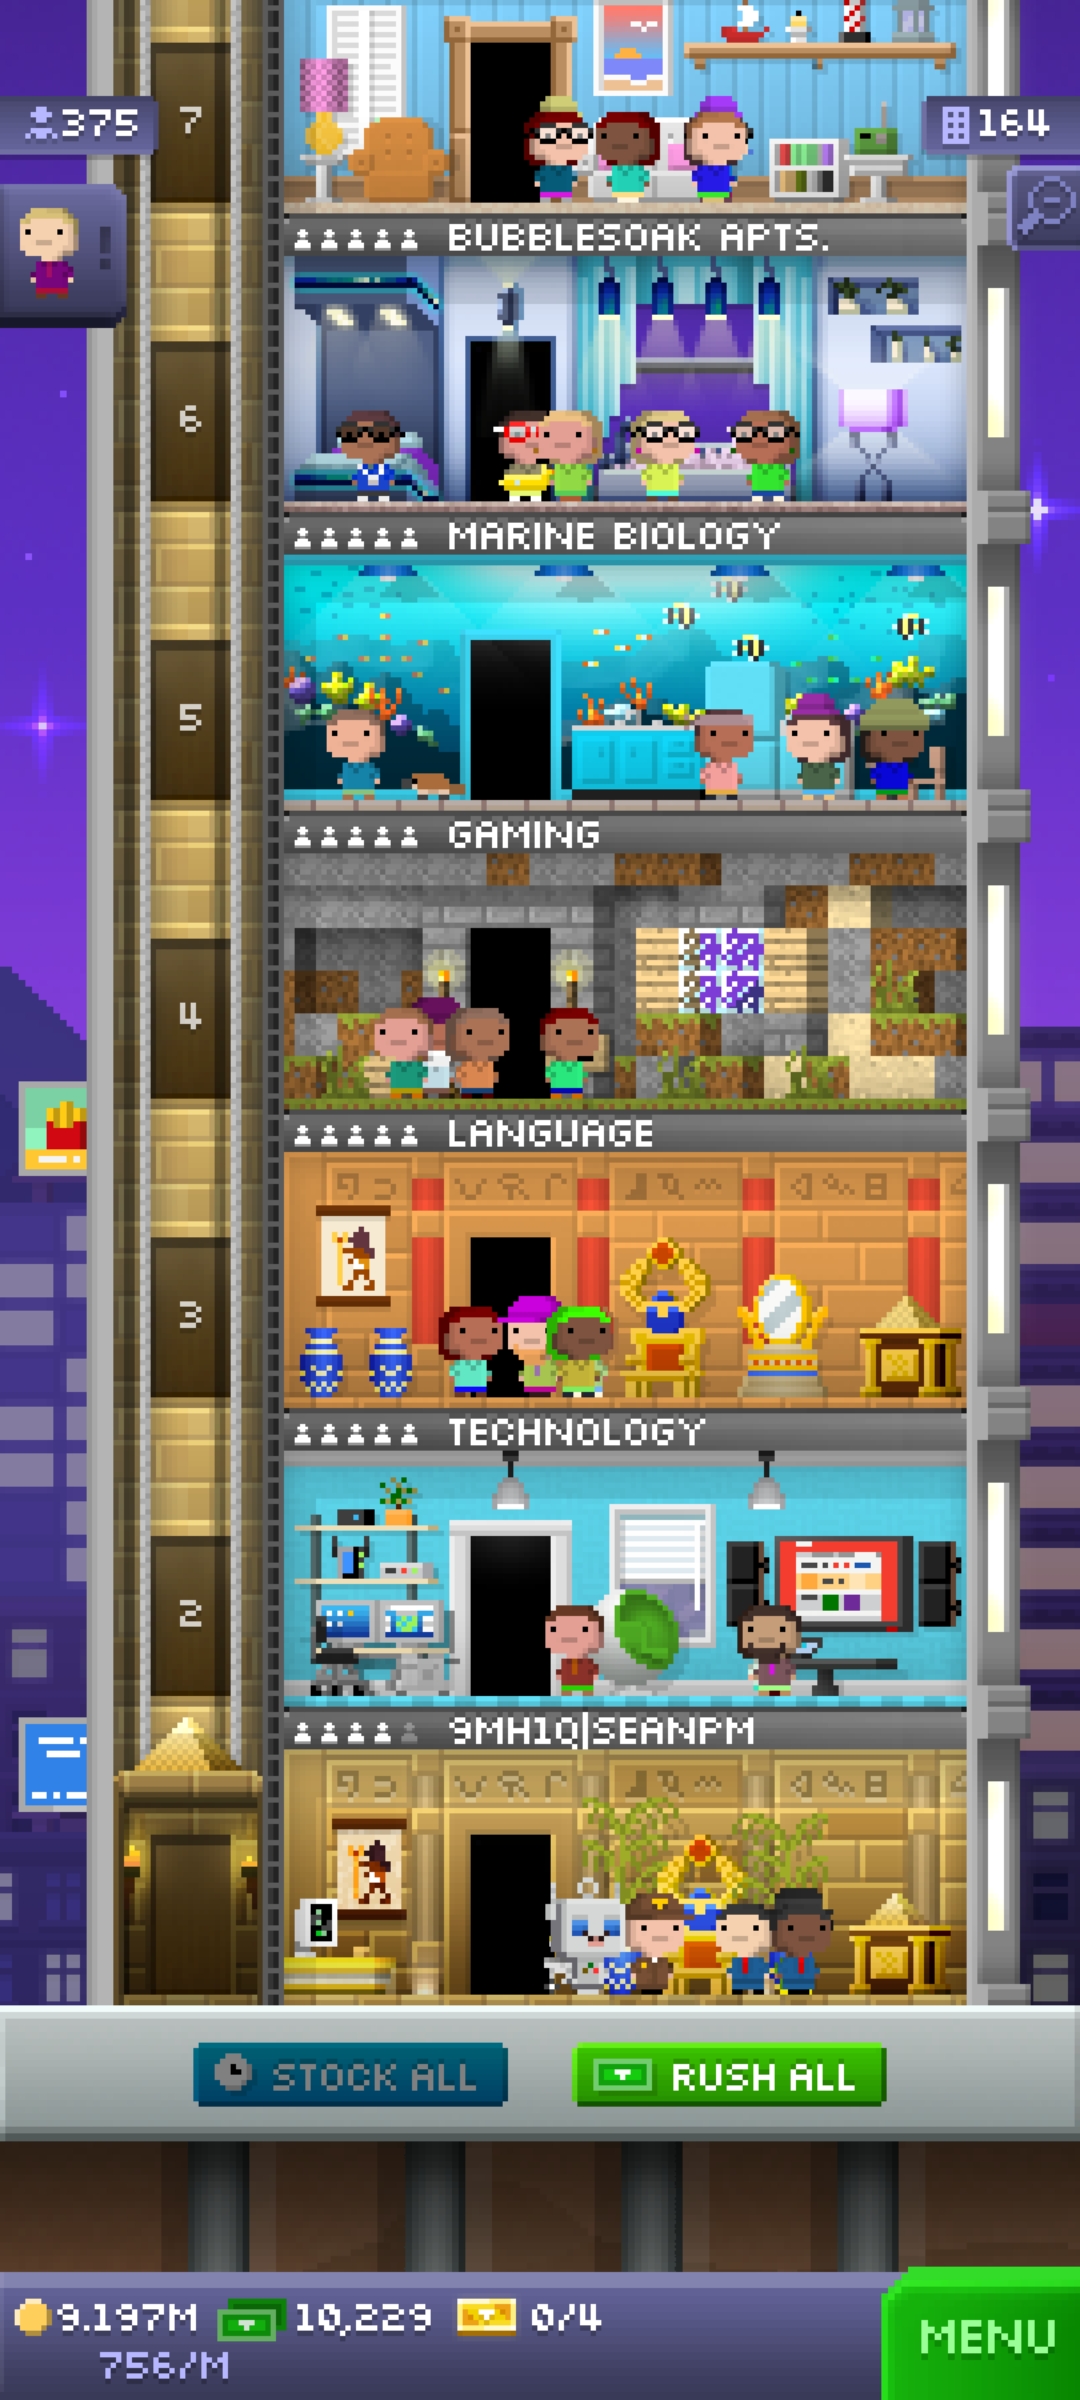 7
375
164
!
BUBBLESOAK APTS.
6
MARINE BIOLOGY
5
GAMING
4
LANGUAGE
3
TECHNOLOGY
2
9MH1Q|SEANPM
STOCK ALL
RUSH ALL
9.197M
10,229
0/4
756/M
MENU